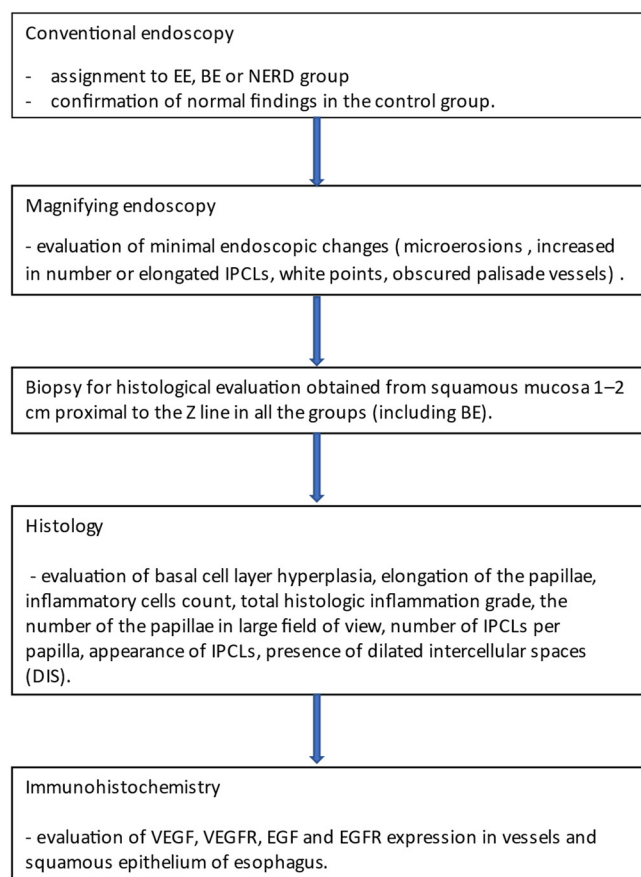 Conventional endoscopy
- assignment to EE, BE or NERD group
- confirmation of normal findings in the control group.
Magnifying endoscopy
- evaluation of minimal endoscopic changes ( microerosions , increased
in number or elongated IPCLs, white points, obscured palisade vessels) .
Biopsy for histological evaluation obtained from squamous mucosa 1–2
cm proximal to the Z line in all the groups (including BE).
Histology
- evaluation of basal cell layer hyperplasia, elongation of the papillae,
inflammatory cells count, total histologic inflammation grade, the
number of the papillae in large field of view, number of IPCLs per
papilla, appearance of IPCLs, presence of dilated intercellular spaces
(DIS).
Immunohistochemistry
- evaluation of VEGF, VEGFR, EGF and EGFR expression in vessels and
squamous epithelium of esophagus.